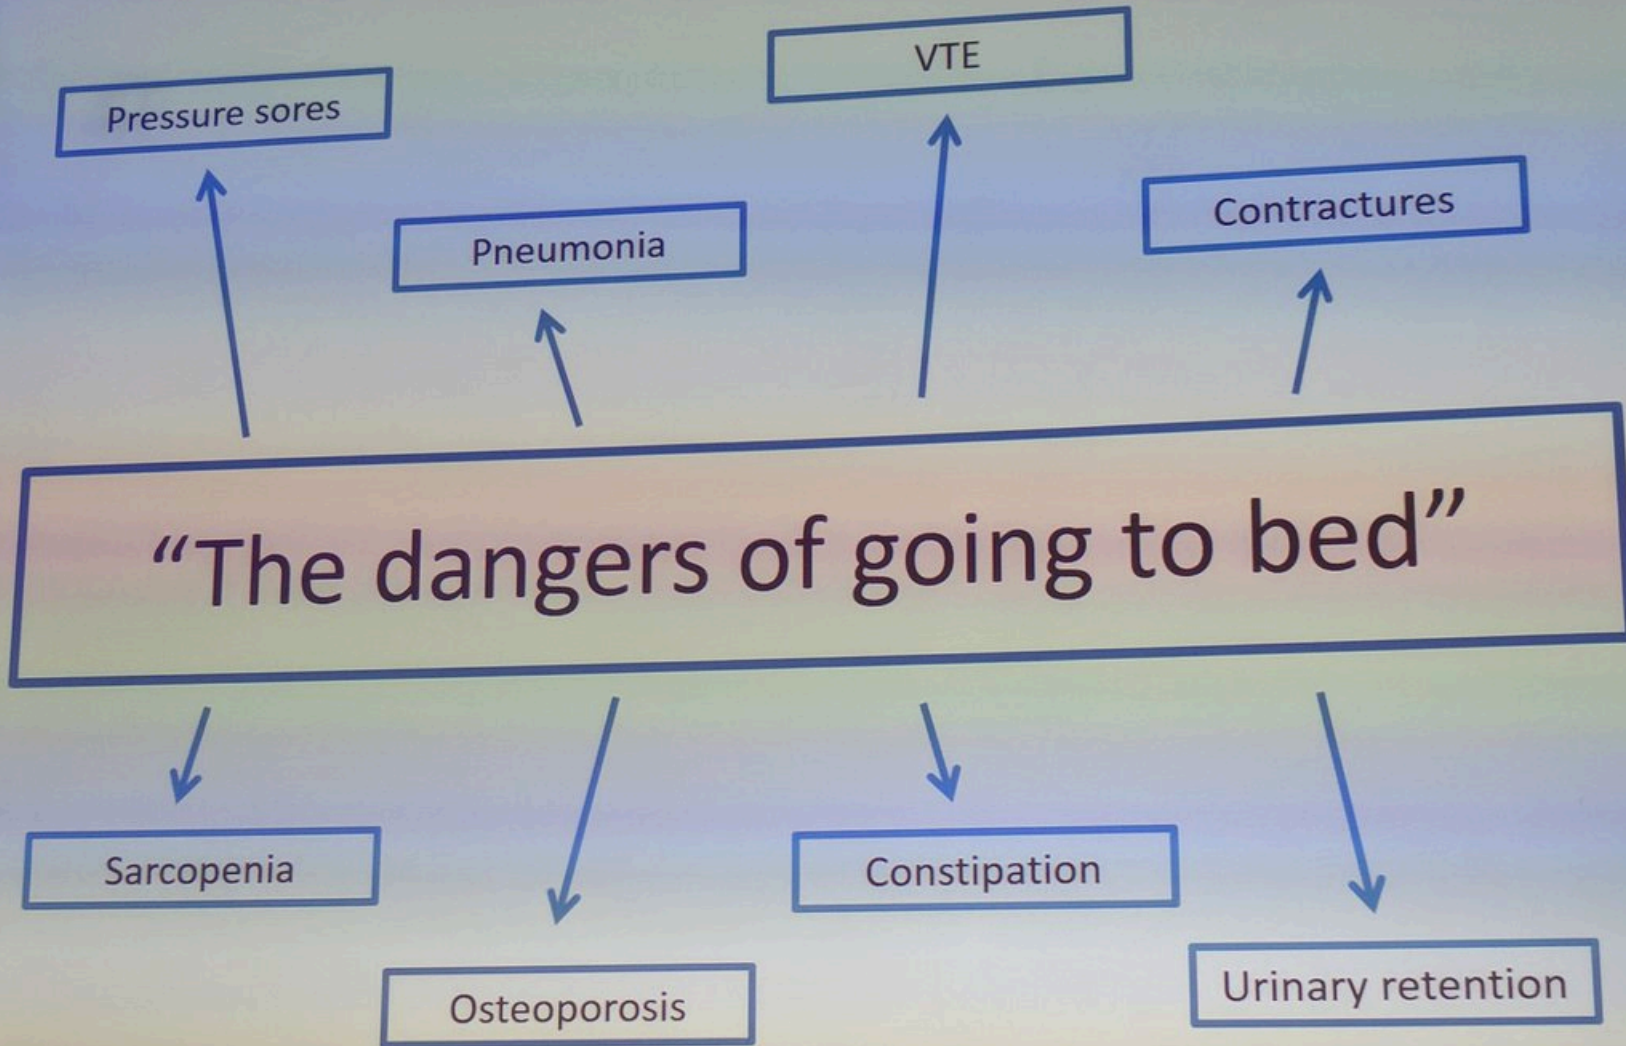 VTE
Pressure sores
Contractures
Pneumonia
“The dangers of going to bed”
Sarcopenia
Constipation
Osteoporosis
Urinary retention